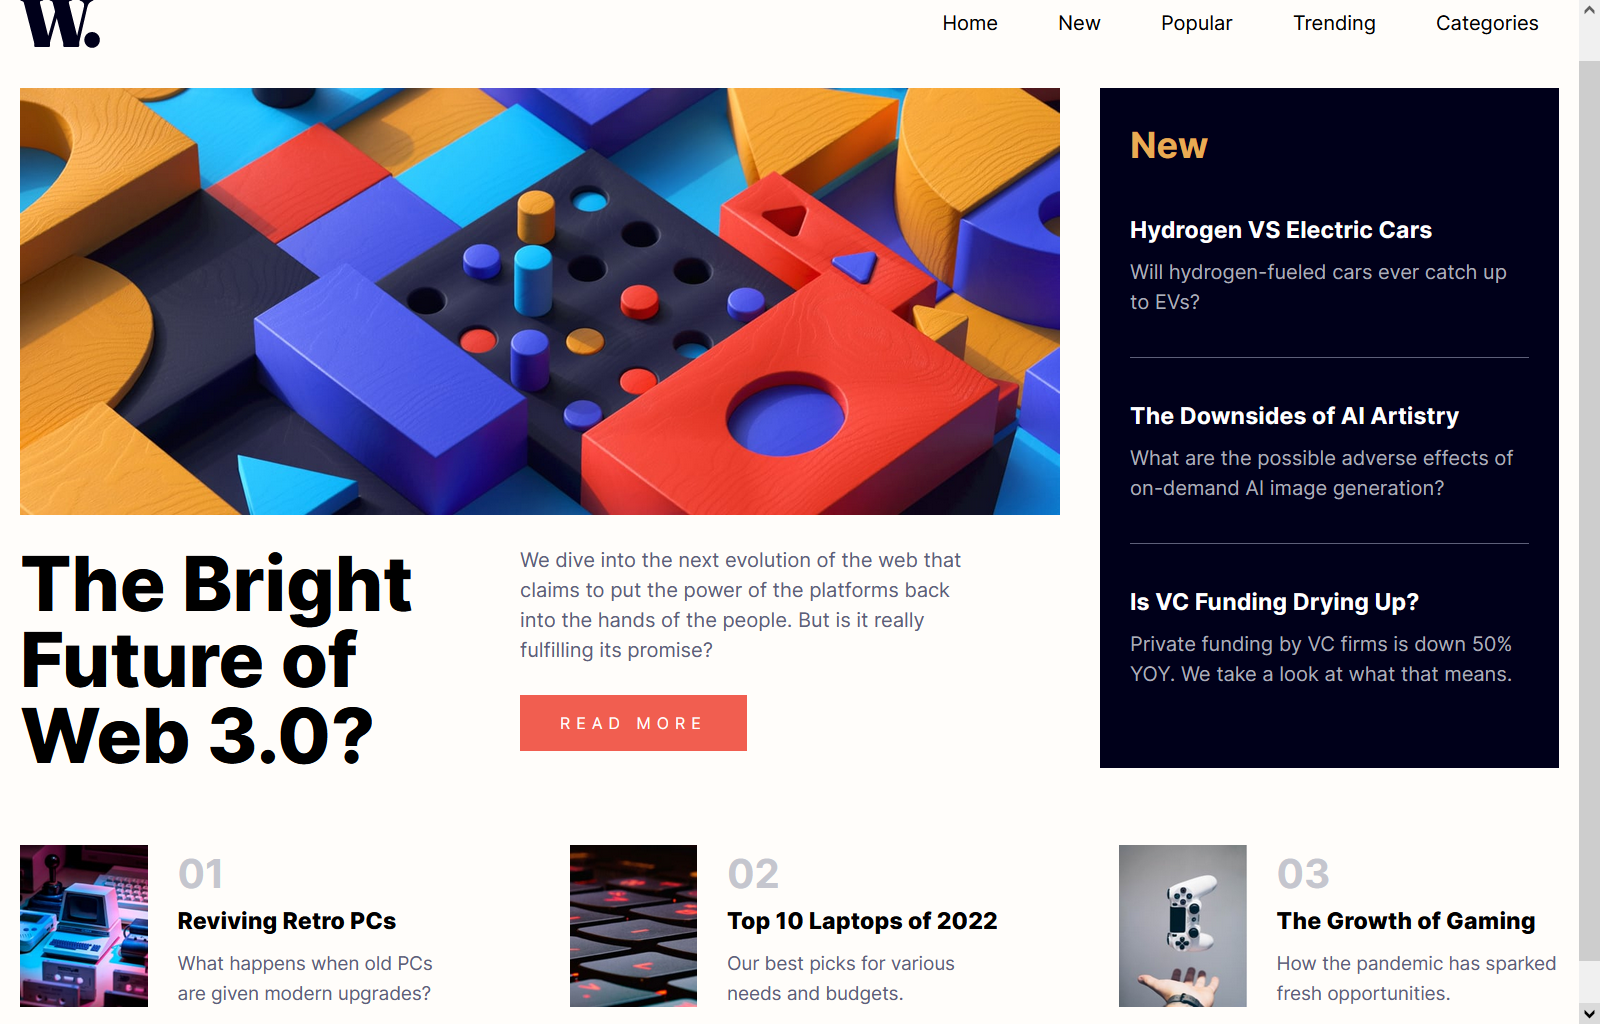 W.
Home New Popular Trending Categories
New
Hydrogen VS Electric Cars
Will hydrogen-fueled cars ever catch up
to EVs?
The Downsides of AI Artistry
What are the possible adverse effects of
on-demand AI image generation?
Is VC Funding Drying Up?
Private funding by VC firms is down 50%
YOY. We take a look at what that means.
The Bright
Future of
Web 3.0?
We dive into the next evolution of the web that
claims to put the power of the platforms back
into the hands of the people. But is it really
fulfilling its promise?
READ MORE
01
Reviving Retro PCs
What happens when old PCs
are given modern upgrades?
02
Top 10 Laptops of 2022
Our best picks for various
needs and budgets.
03
The Growth of Gaming
How the pandemic has sparked
fresh opportunities.